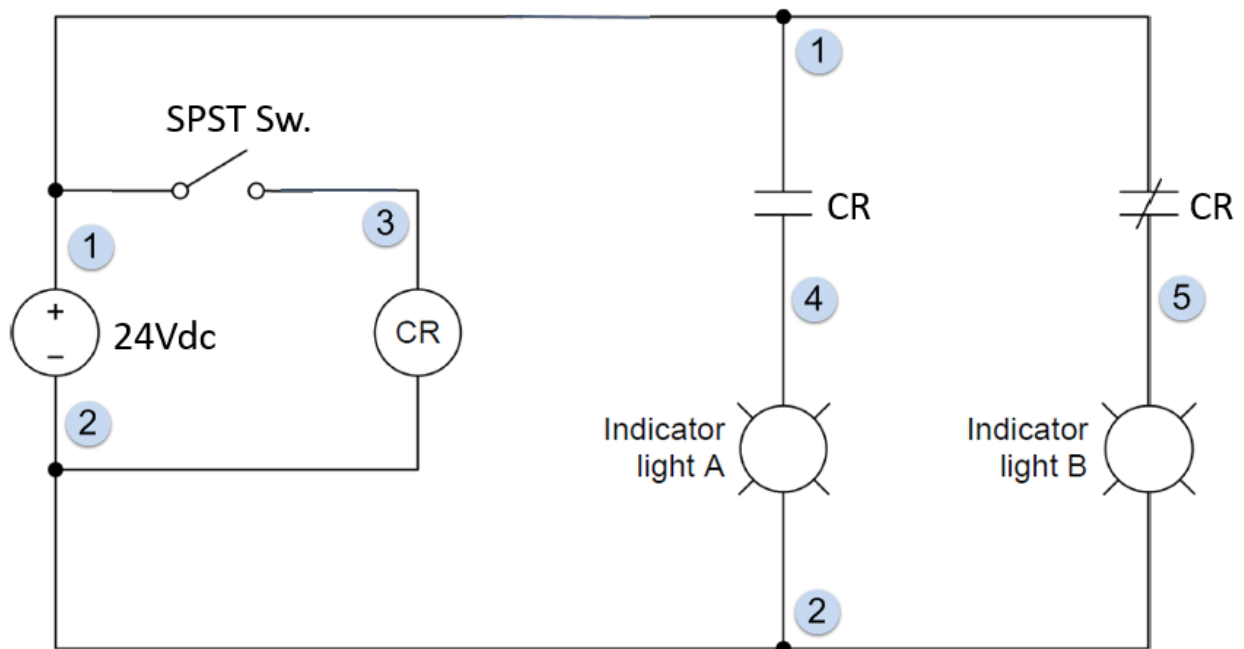 1
SPST Sw.
3
CR
CR
1
+
24Vdc
CR
4
5
−
2
Indicator
light A
Indicator
light B
2